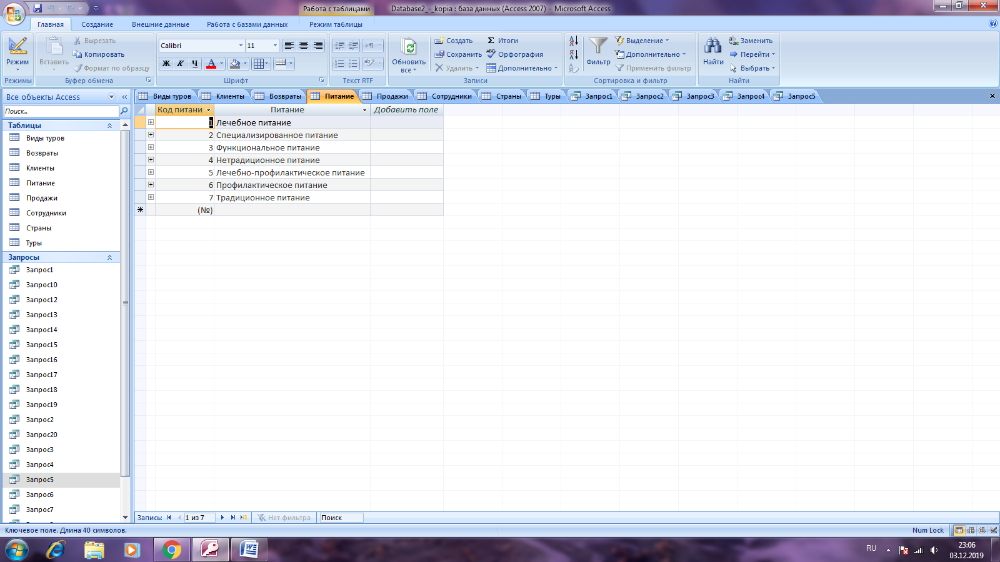 Работа с таблицами
Database2_-_kopia : база данных (Access 2007) - Microsoft Access
Главная
Создание
Внешние данные
Работа с базами данных
Режим таблицы
Режим
Режимы
Вставить
Вырезать
Копировать
Формат по образцу
Буфер обмена
Calibri
11
Ж К Ч
Шрифт
Текст RTF
Обновить
все
Создать
Сохранить
Удалить
Итоги
Орфография
Дополнительно
Записи
Фильтр
Выделение
Дополнительно
Применить фильтр
Сортировка и фильтр
Найти
Заменить
Перейти
Выбрать
Найти
Все объекты Access
Поиск...
Таблицы
Виды туров
Возвраты
Клиенты
Питание
Продажи
Сотрудники
Страны
Туры
Запросы
Запрос1
Запрос10
Запрос12
Запрос13
Запрос14
Запрос15
Запрос16
Запрос17
Запрос18
Запрос19
Запрос2
Запрос20
Запрос3
Запрос4
Запрос5
Запрос6
Запрос7
Виды туров
Клиенты
Возвраты
Питание
Продажи
Сотрудники
Страны
Туры
Запрос1
Запрос2
Запрос3
Запрос4
Запрос5
Код питани Питание Добавить поле
1 Лечебное питание
2 Специализированное питание
3 Функциональное питание
4 Нетрадиционное питание
5 Лечебно-профилактическое питание
6 Профилактическое питание
7 Традиционное питание
(№)
Запись: 1 из 7 Нет фильтра Поиск
Ключевое поле. Длина 40 символов.
Num Lock
RU
23:06
03.12.2019